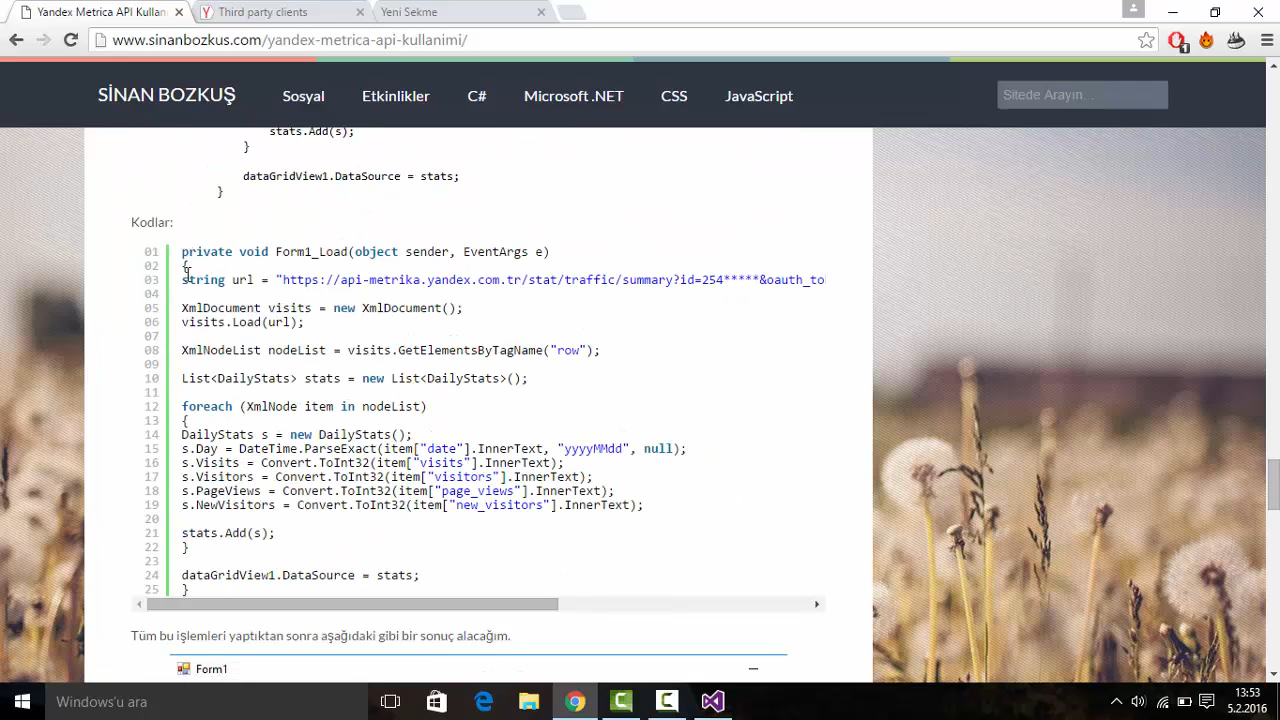 Yandex Metrica API Kullan
Third party clients
Yeni Sekme
www.sinanbozkus.com/yandex-metrica-api-kullanimi/
1
SİNAN BOZKUŞ
Sosyal
Etkinlikler
C#
Microsoft .NET
CSS
JavaScript
Sitede Arayın...
stats.Add(s);
}
dataGridView1.DataSource = stats;
}
Kodlar:
01 private void Form1_Load(object sender, EventArgs e)
02 {
03 string url = "https://api-metrika.yandex.com.tr/stat/traffic/summary?id=254*****&oauth_to
04
05 XmlDocument visits = new XmlDocument();
06 visits.Load(url);
07
08 XmlNodeList nodeList = visits.GetElementsByTagName("row");
09
10 List<DailyStats> stats = new List<DailyStats>();
11
12 foreach (XmlNode item in nodeList)
13 {
14 DailyStats s = new DailyStats();
15 s.Day = DateTime.ParseExact(item["date"].InnerText, "yyyyMMdd", null);
16 s.Visits = Convert.ToInt32(item["visits"].InnerText);
17 s.Visitors = Convert.ToInt32(item["visitors"].InnerText);
18 s.PageViews = Convert.ToInt32(item["page_views"].InnerText);
19 s.NewVisitors = Convert.ToInt32(item["new_visitors"].InnerText);
20
21 stats.Add(s);
22 }
23
24 dataGridView1.DataSource = stats;
25 }
Tüm bu işlemleri yaptıktan sonra aşağıdaki gibi bir sonuç alacağım.
Form1
Windows'u ara
13:53
5.2.2016